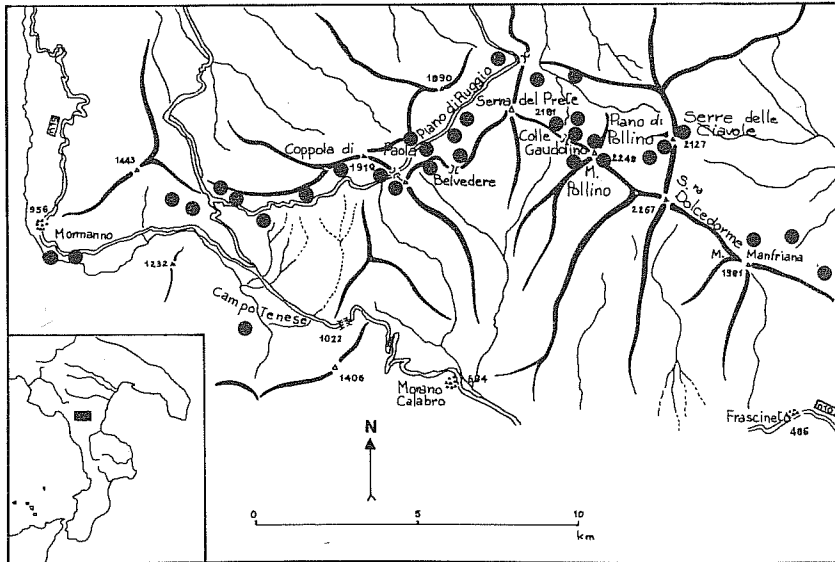 1890
Piano di Ruggio
Serra del Prete
2181
Piano di
Pollino
Serre delle
Ciavole
2127
Coppola di
Paola
1919
Colle
Gaudolino
2248
M.
Pollino
Belvedere
1443
956
Mormanno
1232
S.ra
Dolcedorme
2267
M. Manfriana
1981
Campo Tenese
1022
1406
Morano
Calabro
694
Frascineto
486
N
0
5
10
km